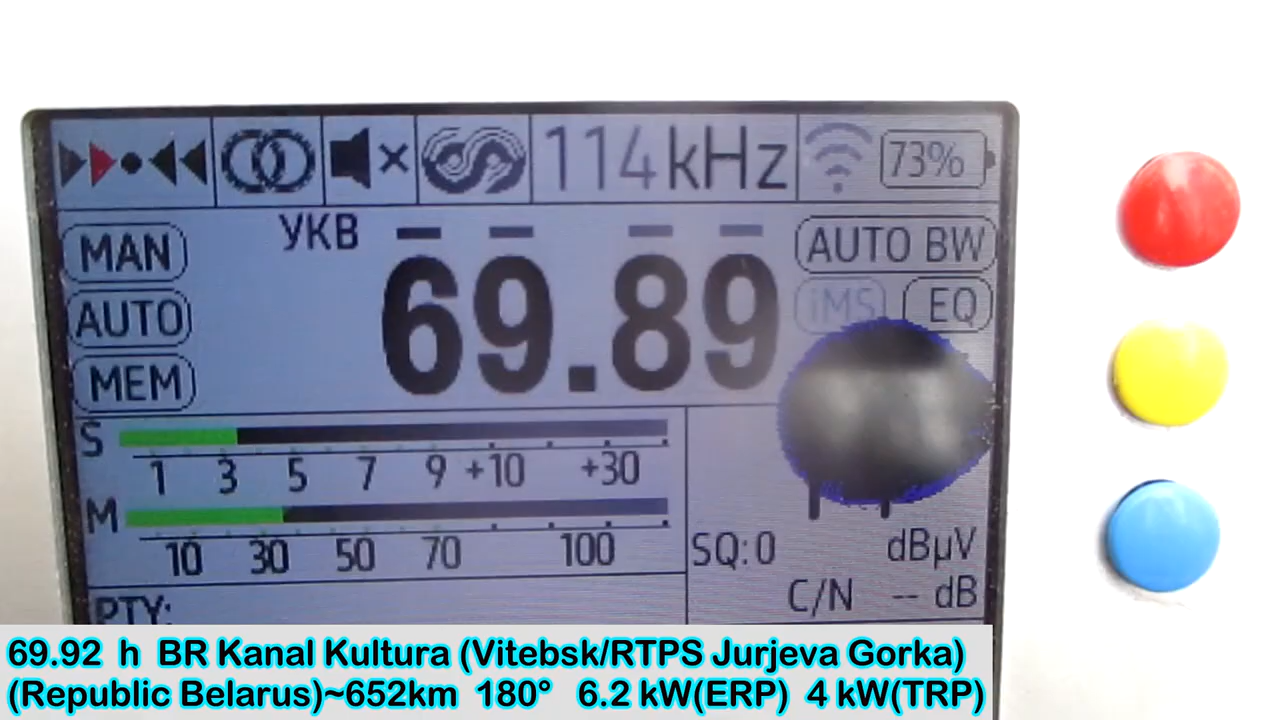 114kHz 73%
УКВ
MAN AUTO BW
69.89
AUTO iMS EQ
MEM
S
1 3 5 7 9 +10 +30
M
10 30 50 70 100
SQ:0 dBµV
C/N -- dB
PTY:
69.92 h BR Kanal Kultura (Vitebsk/RTPS Jurjeva Gorka)
(Republic Belarus)~652km 180° 6.2 kW(ERP) 4 kW(TRP)